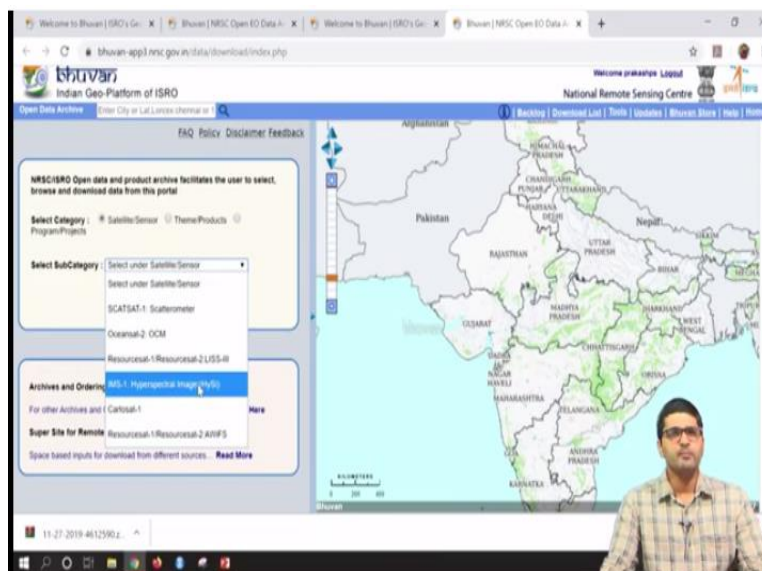 Welcome to Bhuvan | ISRO's Ge
Bhuvan | NRSC Open EO Data A
Welcome to Bhuvan | ISRO's Ge
Bhuvan | NRSC Open EO Data A
bhuvan-app3.nrsc.gov.in/data/download/index.php
bhuvan
Indian Geo-Platform of ISRO
Welcome prakashps Logout
National Remote Sensing Centre
Open Data Archive
Backlog | Download List | Tools | Updates | Bhuvan Store | Help | Hom
FAQ Policy Disclaimer Feedback
NRSC/ISRO Open data and product archive facilitates the user to select,
browse and download data from this portal
Select Category : Satellite/Sensor Theme/Products
Program/Projects
Select SubCategory : Select under Satellite/Sensor
Select under Satellite/Sensor
SCATSAT-1: Scatterometer
Oceansat-2: OCM
Resourcesat-1/Resourcesat-2 LISS-III
IMS-1: Hyperspectral Image(HySI)
Cartosat-1
Resourcesat-1/Resourcesat-2 AWiFS
Archives and Ordering
For other Archives and
Here
Super Site for Remote
Space based inputs for download from different sources... Read More
Afghanistan
HIMACHAL
PRADESH
CHANDIGARH
PUNJAB
UTTARAKHAND
HARYANA
DELHI
Pakistan
Nepal
SIKKIM
RAJASTHAN
UTTAR
PRADESH
BIHAR
GUJARAT
MADHYA
PRADESH
JHARKHAND
WEST
BENGAL
CHHATTISGARH
NAGAR
HAVELI
ORISSA
MAHARASHTRA
TELANGANA
GOA
ANDHRA
PRADESH
KARNATKA
KILOMETERS
Bhuvan
11-27-2019-4612590.z...